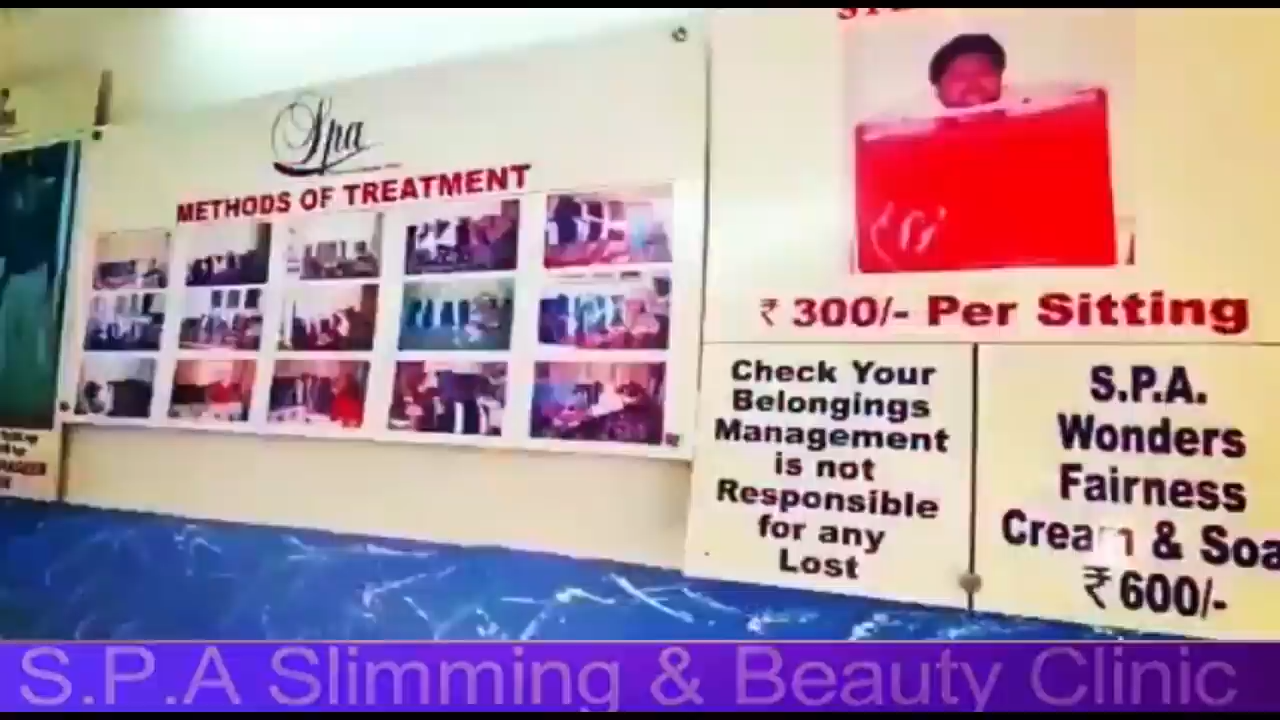 Spa
METHODS OF TREATMENT
₹ 300/- Per Sitting
Check Your
Belongings
Management
is not
Responsible
for any
Lost
S.P.A.
Wonders
Fairness
Cream & Soa
₹600/-
S.P.A Slimming & Beauty Clinic